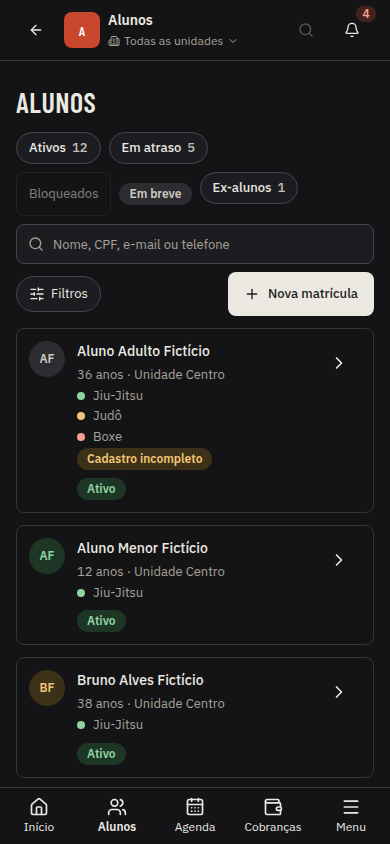 A
Alunos
Todas as unidades
4
ALUNOS
Ativos 12
Em atraso 5
Bloqueados
Em breve
Ex-alunos 1
Nome, CPF, e-mail ou telefone
Filtros
Nova matrícula
AF
Aluno Adulto Fictício
36 anos · Unidade Centro
Jiu-Jitsu
Judô
Boxe
Cadastro incompleto
Ativo
AF
Aluno Menor Fictício
12 anos · Unidade Centro
Jiu-Jitsu
Ativo
BF
Bruno Alves Fictício
38 anos · Unidade Centro
Jiu-Jitsu
Ativo
Início
Alunos
Agenda
Cobranças
Menu